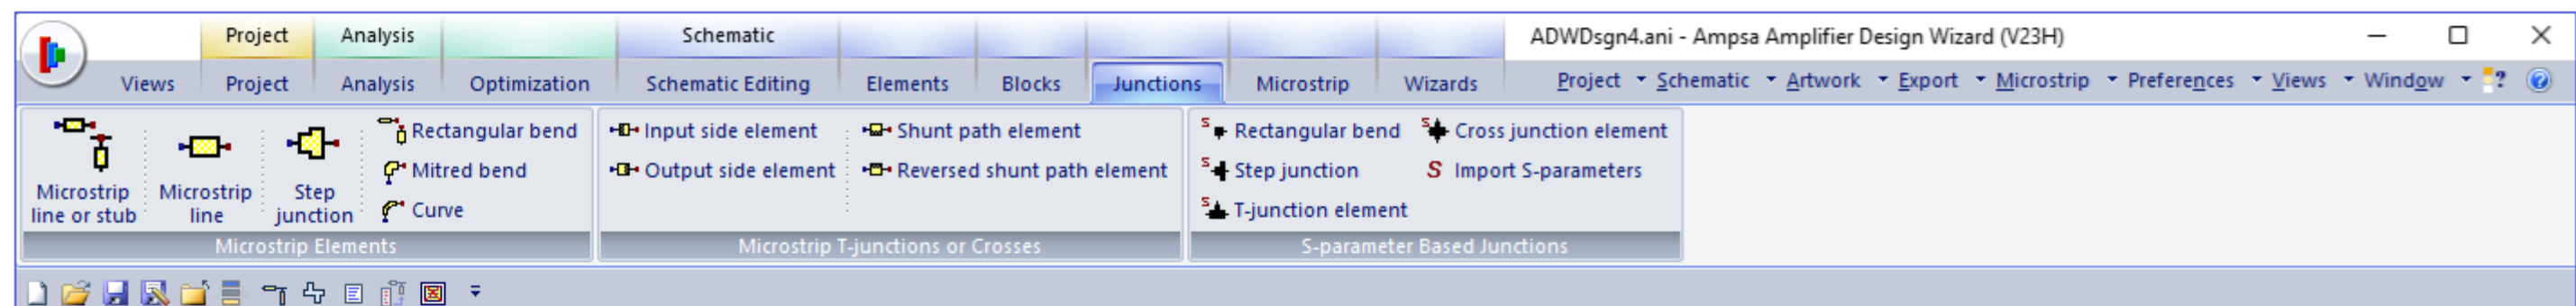 Project Analysis Schematic ADWDsgn4.ani - Ampsa Amplifier Design Wizard (V23H)
Views Project Analysis Optimization Schematic Editing Elements Blocks Junctions Microstrip Wizards Project Schematic Artwork Export Microstrip Preferences Views Window ? ?
Microstrip
line or stub
Microstrip
line
Step
junction
Rectangular bend
Mitred bend
Curve
Microstrip Elements
Input side element
Output side element
Shunt path element
Reversed shunt path element
Microstrip T-junctions or Crosses
S Rectangular bend
S Step junction
S T-junction element
S Cross junction element
S Import S-parameters
S-parameter Based Junctions